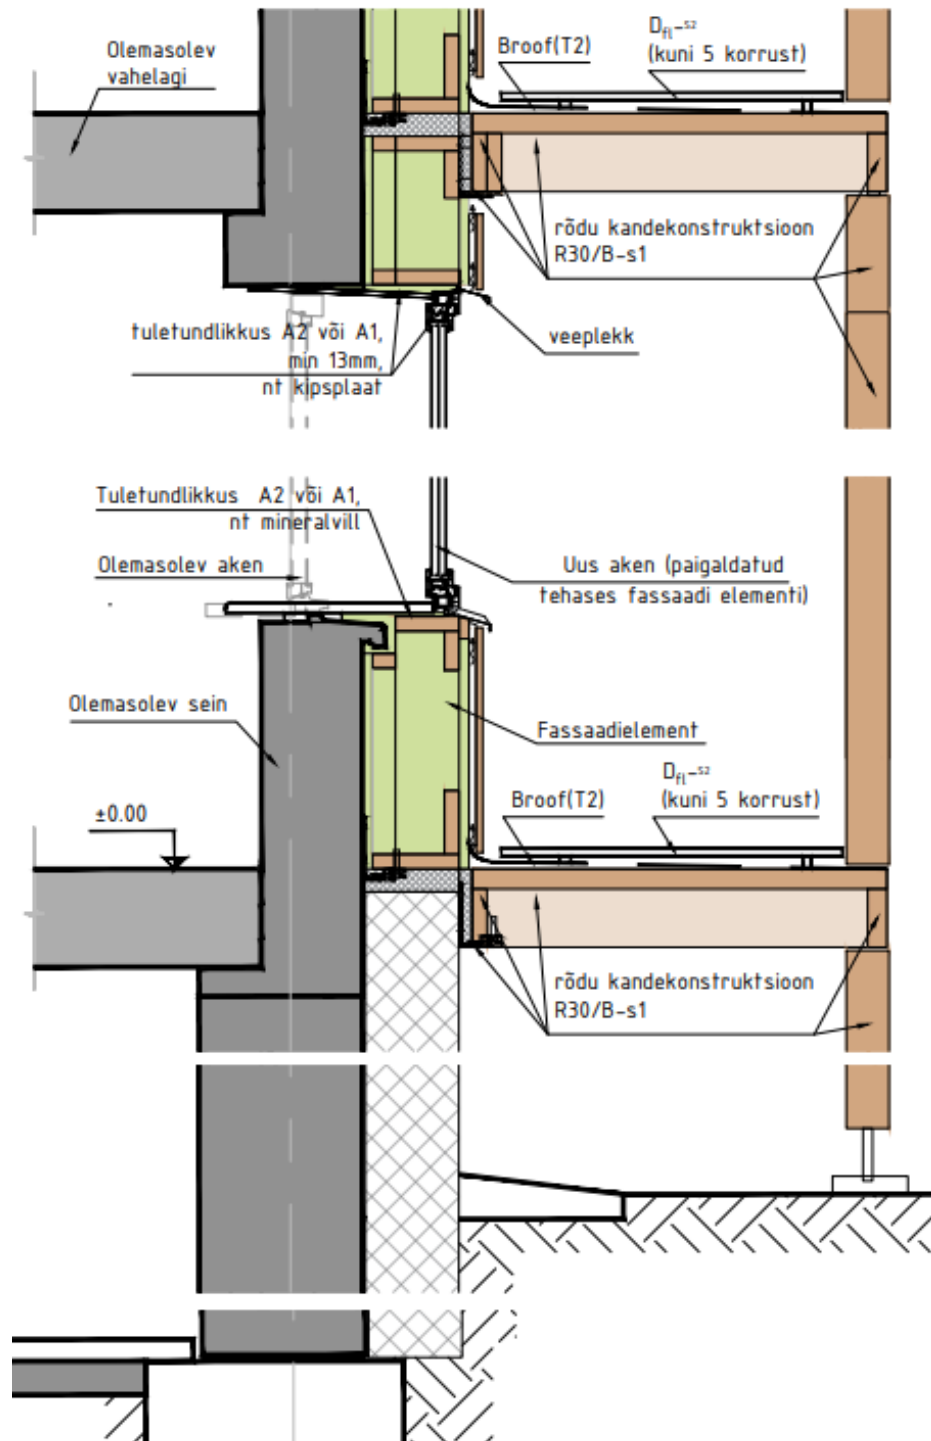 Olemasolev
vahelagi
Broof(T2)
Dfl-s2
(kuni 5 korrust)
rõdu kandekonstruktsioon
R30/B-s1
tuletundlikkus A2 või A1,
min 13mm,
nt kipsplaat
veeplekk
Tuletundlikkus A2 või A1,
nt mineralvill
Olemasolev aken
Uus aken (paigaldatud
tehases fassaadi elementi)
Olemasolev sein
Fassaadielement
±0.00
Broof(T2)
Dfl-s2
(kuni 5 korrust)
rõdu kandekonstruktsioon
R30/B-s1